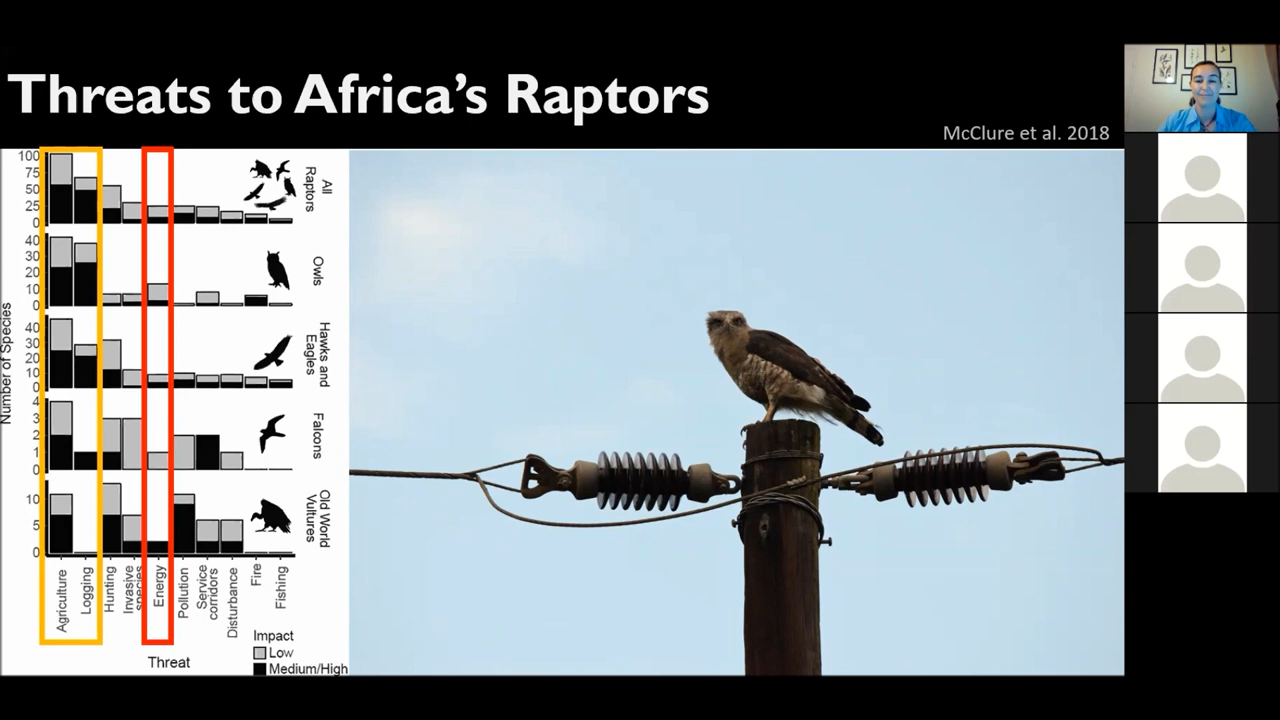 Threats to Africa's Raptors
McClure et al. 2018
Number of Species
100
75
50
25
0
All
Raptors
40
30
20
10
0
Owls
40
30
20
10
0
Hawks and
Eagles
4
3
2
1
0
Falcons
10
5
0
Old World
Vultures
Agriculture
Logging
Hunting
Invasive
species
Energy
Pollution
Service
corridors
Disturbance
Fire
Fishing
Threat
Impact
Low
Medium/High